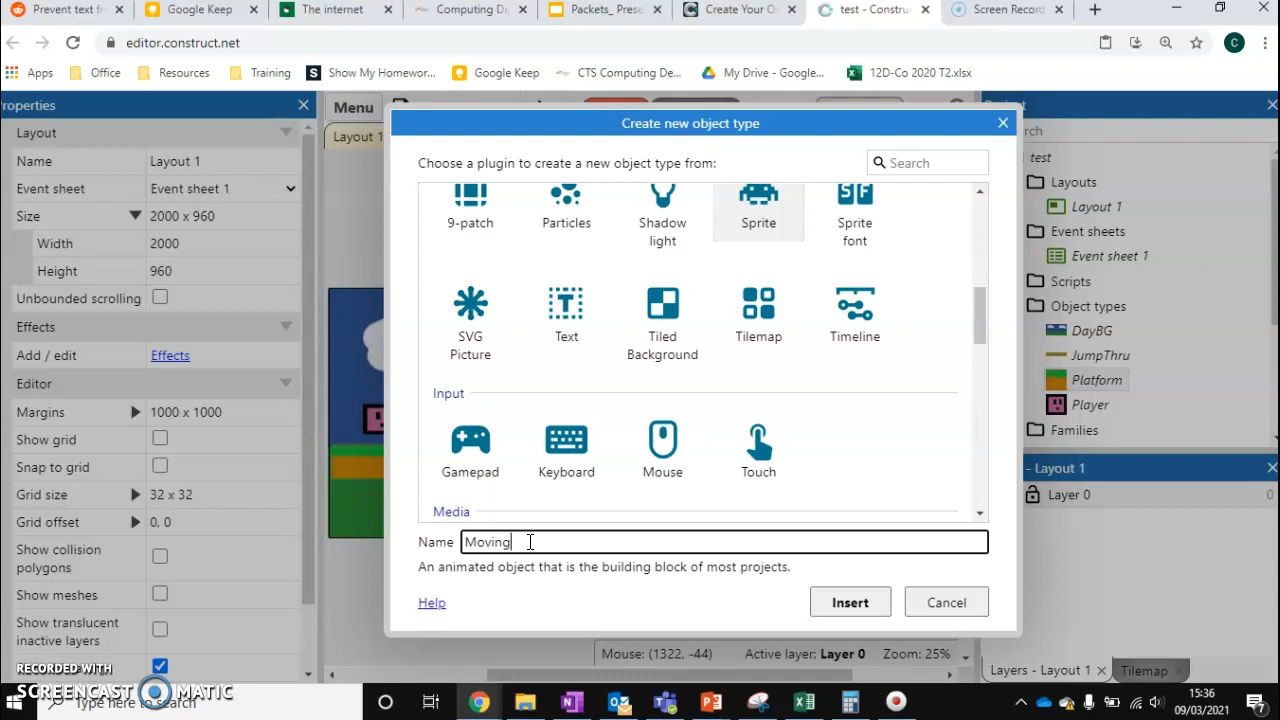 Prevent text fr
Google Keep
The internet
Computing De
Packets_ Prese
Create Your O
test - Constru
Screen Record
editor.construct.net
C
Apps
Office
Resources
Training
S
Show My Homewor...
Google Keep
CTS Computing De...
My Drive - Google...
12D-Co 2020 T2.xlsx
roperties
Layout
Name
Layout 1
Event sheet
Event sheet 1
Size
2000 x 960
Width
2000
Height
960
Unbounded scrolling
Effects
Add / edit
Effects
Editor
Margins
1000 x 1000
Show grid
Snap to grid
Grid size
32 x 32
Grid offset
0, 0
Show collision
polygons
Show meshes
Show translucent
inactive layers
Menu
Layout 1
Create new object type
Choose a plugin to create a new object type from:
Search
9-patch
Particles
Shadow
light
Sprite
SF
Sprite
font
SVG
Picture
T
Text
Tiled
Background
Tilemap
Timeline
Input
Gamepad
Keyboard
Mouse
Touch
Media
Name
Moving
An animated object that is the building block of most projects.
Help
Insert
Cancel
Mouse: (1322, -44)
Active layer: Layer 0
Zoom: 25%
rch
test
Layouts
Layout 1
Event sheets
Event sheet 1
Scripts
Object types
DayBG
JumpThru
Platform
Player
Families
- Layout 1
Layer 0
0
Layers - Layout 1
Tilemap
RECORDED WITH
SCREENCAST MATIC
Type here to search
15:36
09/03/2021